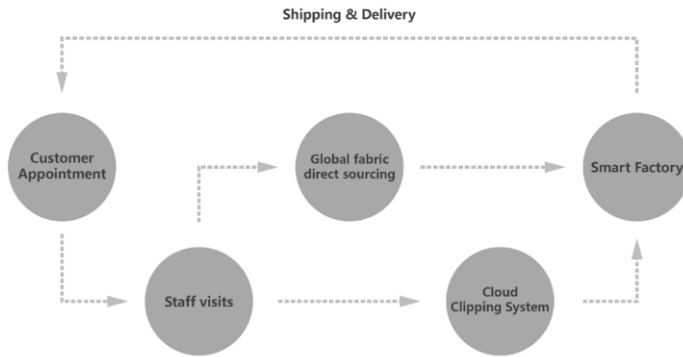 Shipping & Delivery
Customer
Appointment
Global fabric
direct sourcing
Smart Factory
Staff visits
Cloud
Clipping System